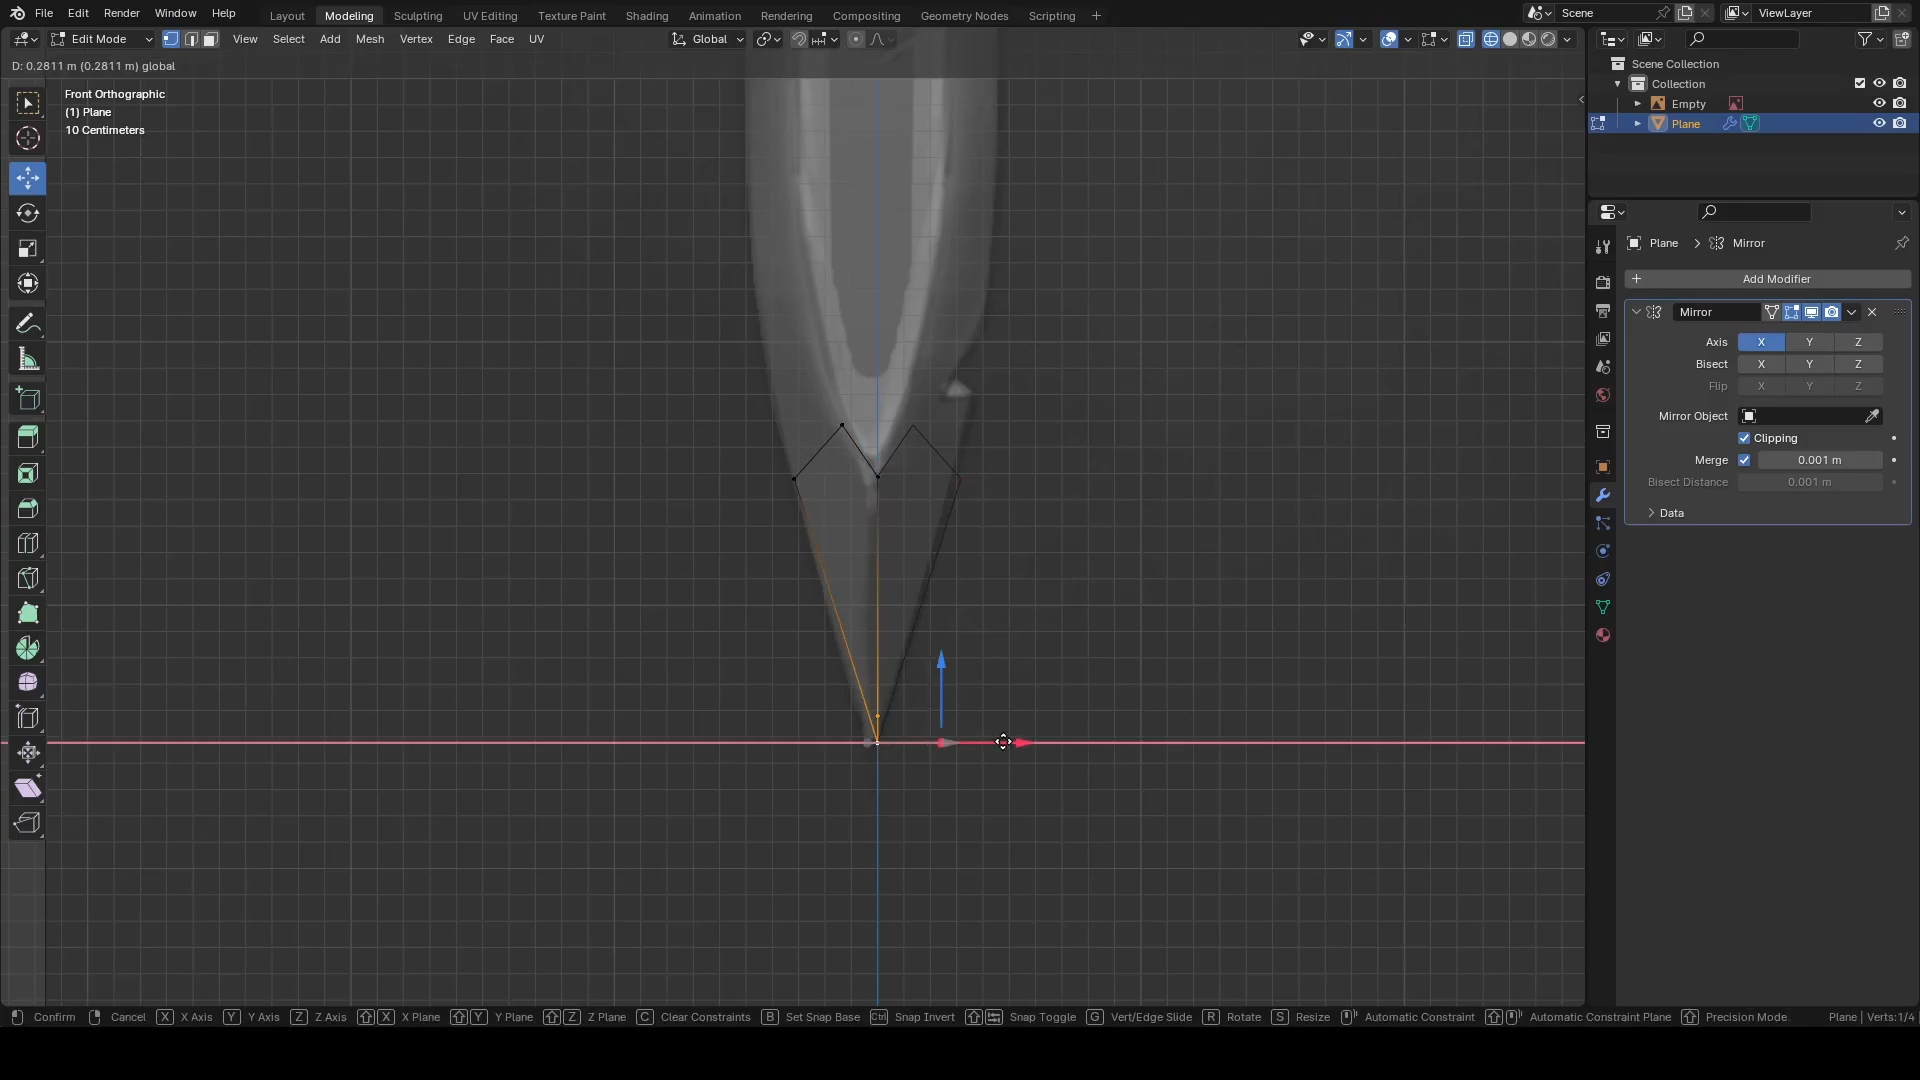 File Edit Render Window Help Layout Modeling Sculpting UV Editing Texture Paint Shading Animation Rendering Compositing Geometry Nodes Scripting + Scene ViewLayer
Edit Mode View Select Add Mesh Vertex Edge Face UV Global
D: 0.2811 m (0.2811 m) global
Front Orthographic
(1) Plane
10 Centimeters
Scene Collection
Collection
Empty
Plane
Plane > Mirror
+ Add Modifier
Mirror
Axis X Y Z
Bisect X Y Z
Flip X Y Z
Mirror Object
Clipping
Merge 0.001 m
Bisect Distance 0.001 m
Data
Confirm Cancel X X Axis Y Y Axis Z Z Axis X X Plane Y Y Plane Z Z Plane C Clear Constraints B Set Snap Base Ctrl Snap Invert Snap Toggle G Vert/Edge Slide R Rotate S Resize Automatic Constraint Automatic Constraint Plane Precision Mode Plane | Verts:1/4